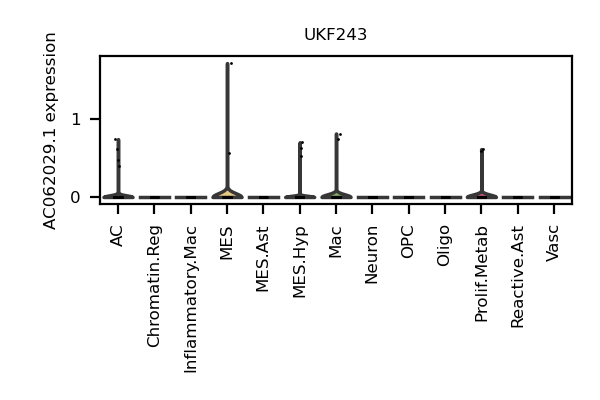 UKF243
AC062029.1 expression
1
0
AC
Chromatin.Reg
Inflammatory.Mac
MES
MES.Ast
MES.Hyp
Mac
Neuron
OPC
Oligo
Prolif.Metab
Reactive.Ast
Vasc